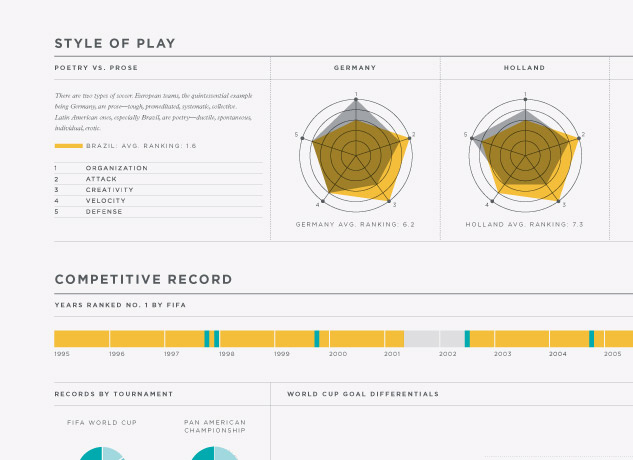 STYLE OF PLAY
POETRY VS. PROSE
GERMANY
HOLLAND
There are two types of soccer. European teams, the quintessential example
being Germany, are prose—tough, premeditated, systematic, collective.
Latin American ones, especially Brazil, are poetry—ductile, spontaneous,
individual, erotic.
BRAZIL: AVG. RANKING: 1.6
1 ORGANIZATION
2 ATTACK
3 CREATIVITY
4 VELOCITY
5 DEFENSE
1
2
3
4
5
GERMANY AVG. RANKING: 6.2
1
2
3
4
5
HOLLAND AVG. RANKING: 7.3
COMPETITIVE RECORD
YEARS RANKED NO. 1 BY FIFA
1995 1996 1997 1998 1999 2000 2001 2002 2003 2004 2005
RECORDS BY TOURNAMENT
WORLD CUP GOAL DIFFERENTIALS
FIFA WORLD CUP
PAN AMERICAN
CHAMPIONSHIP